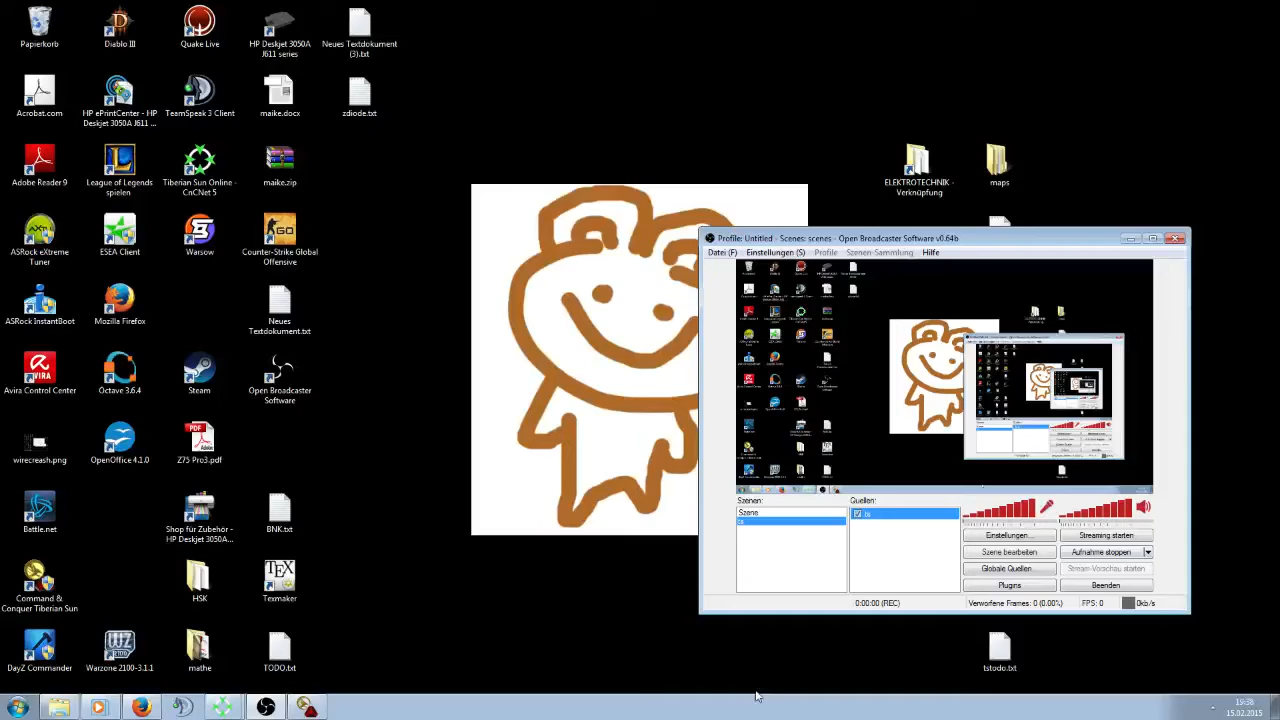 Papierkorb
Diablo III
Quake Live
HP Deskjet 3050A
J611 series
Neues Textdokument
(3).txt
Acrobat.com
HP ePrintCenter - HP
Deskjet 3050A J611 ...
TeamSpeak 3 Client
maike.docx
zdiode.txt
Adobe Reader 9
League of Legends
spielen
Tiberian Sun Online -
CnCNet 5
maike.zip
ELEKTROTECHNIK -
Verknüpfung
maps
ASRock eXtreme
Tuner
ESEA Client
Warsow
Counter-Strike Global
Offensive
ASRock InstantBoot
Mozilla Firefox
Neues
Textdokument.txt
Avira Control Center
Octave 3.6.4
Steam
Open Broadcaster
Software
wirecreash.png
OpenOffice 4.1.0
PDF
Z75 Pro3.pdf
Battle.net
Shop für Zubehör -
HP Deskjet 3050A...
BNK.txt
Command &
Conquer Tiberian Sun
HSK
TEX
Texmaker
DayZ Commander
Warzone 2100-3.1.1
mathe
TODO.txt
tstodo.txt
Profile: Untitled - Scenes: scenes - Open Broadcaster Software v0.64b
Datei (F) Einstellungen (S) Profile Szenen-Sammlung Hilfe
Szenen: Quellen:
Szene
ts
ts
Einstellungen... Streaming starten
Szene bearbeiten Aufnahme stoppen
Globale Quellen... Stream-Vorschau starten
Plugins Beenden
0:00:00 (REC) Verworfene Frames: 0 (0.00%) FPS: 0 0kb/s
19:38
15.02.2015